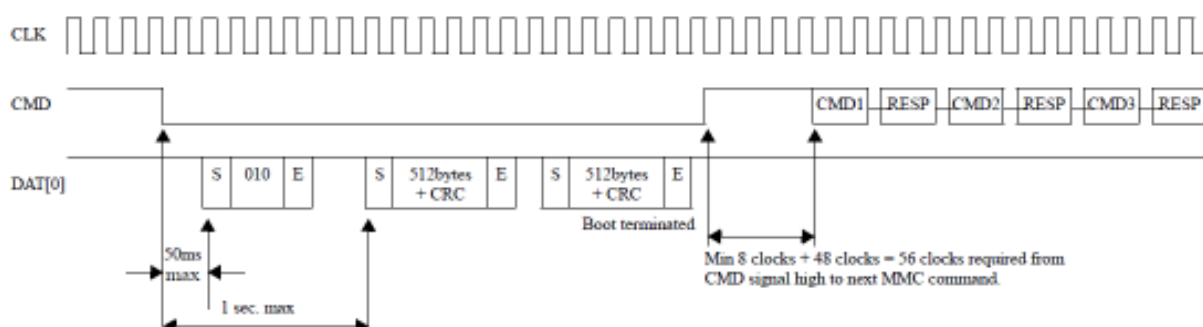 CLK
CMD
CMD1 RESP CMD2 RESP CMD3 RESP
DAT[0]
S 010 E S 512bytes + CRC E S 512bytes + CRC E
Boot terminated
50ms
max
1 sec. max
Min 8 clocks + 48 clocks = 56 clocks required from
CMD signal high to next MMC command.